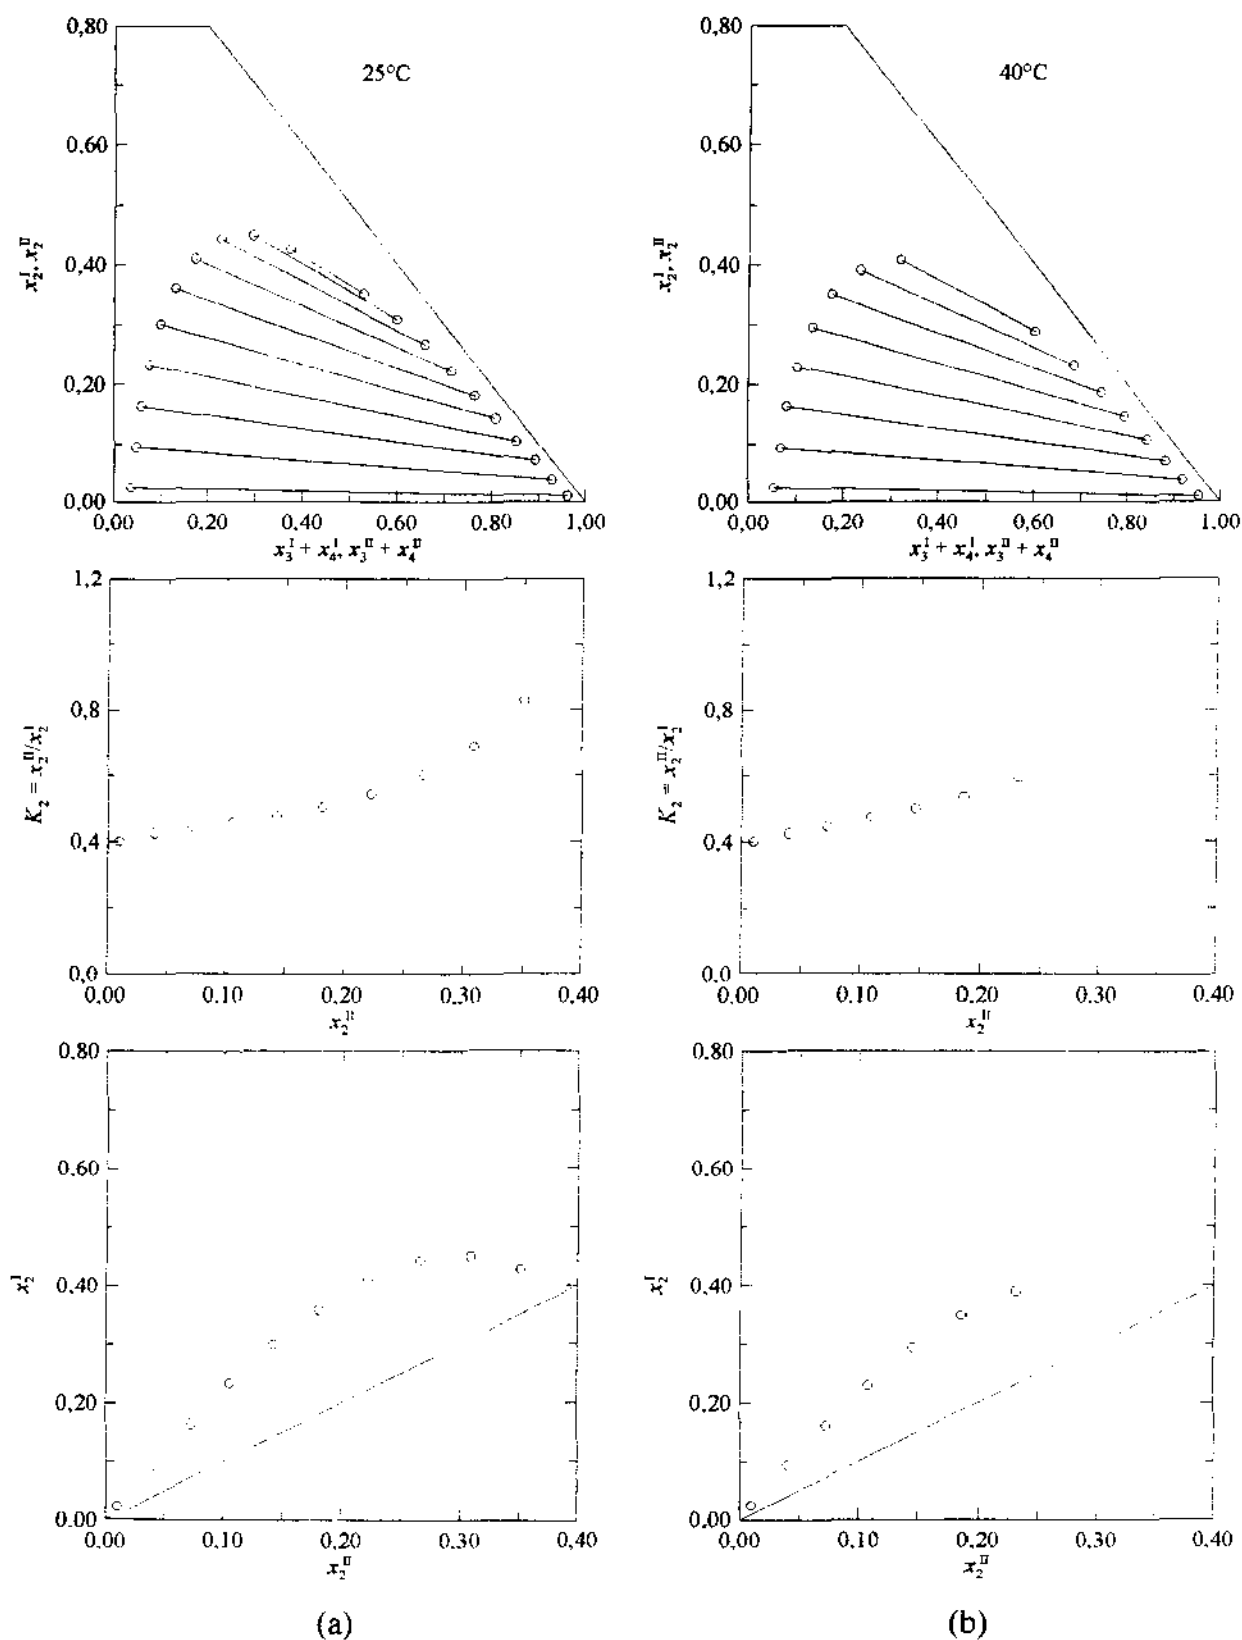 0,80
25°C
0,60
0,40
0,20
0,00
x₂ᴵ, x₂ᴵᴵ
0,00 0,20 0,40 0,60 0,80 1,00
x₃ᴵ + x₄ᴵ, x₃ᴵᴵ + x₄ᴵᴵ
0,80
40°C
0,60
0,40
0,20
0,00
x₂ᴵ, x₂ᴵᴵ
0,00 0,20 0,40 0,60 0,80 1,00
x₃ᴵ + x₄ᴵ, x₃ᴵᴵ + x₄ᴵᴵ
1,2
0,8
0,4
0,0
K₂ = x₂ᴵᴵ/x₂ᴵ
0,00 0,10 0,20 0,30 0,40
x₂ᴵᴵ
1,2
0,8
0,4
0,0
K₂ = x₂ᴵᴵ/x₂ᴵ
0,00 0,10 0,20 0,30 0,40
x₂ᴵᴵ
0,80
0,60
0,40
0,20
0,00
x₂ᴵ
0,00 0,10 0,20 0,30 0,40
x₂ᴵᴵ
0,80
0,60
0,40
0,20
0,00
x₂ᴵ
0,00 0,10 0,20 0,30 0,40
x₂ᴵᴵ
(a)
(b)